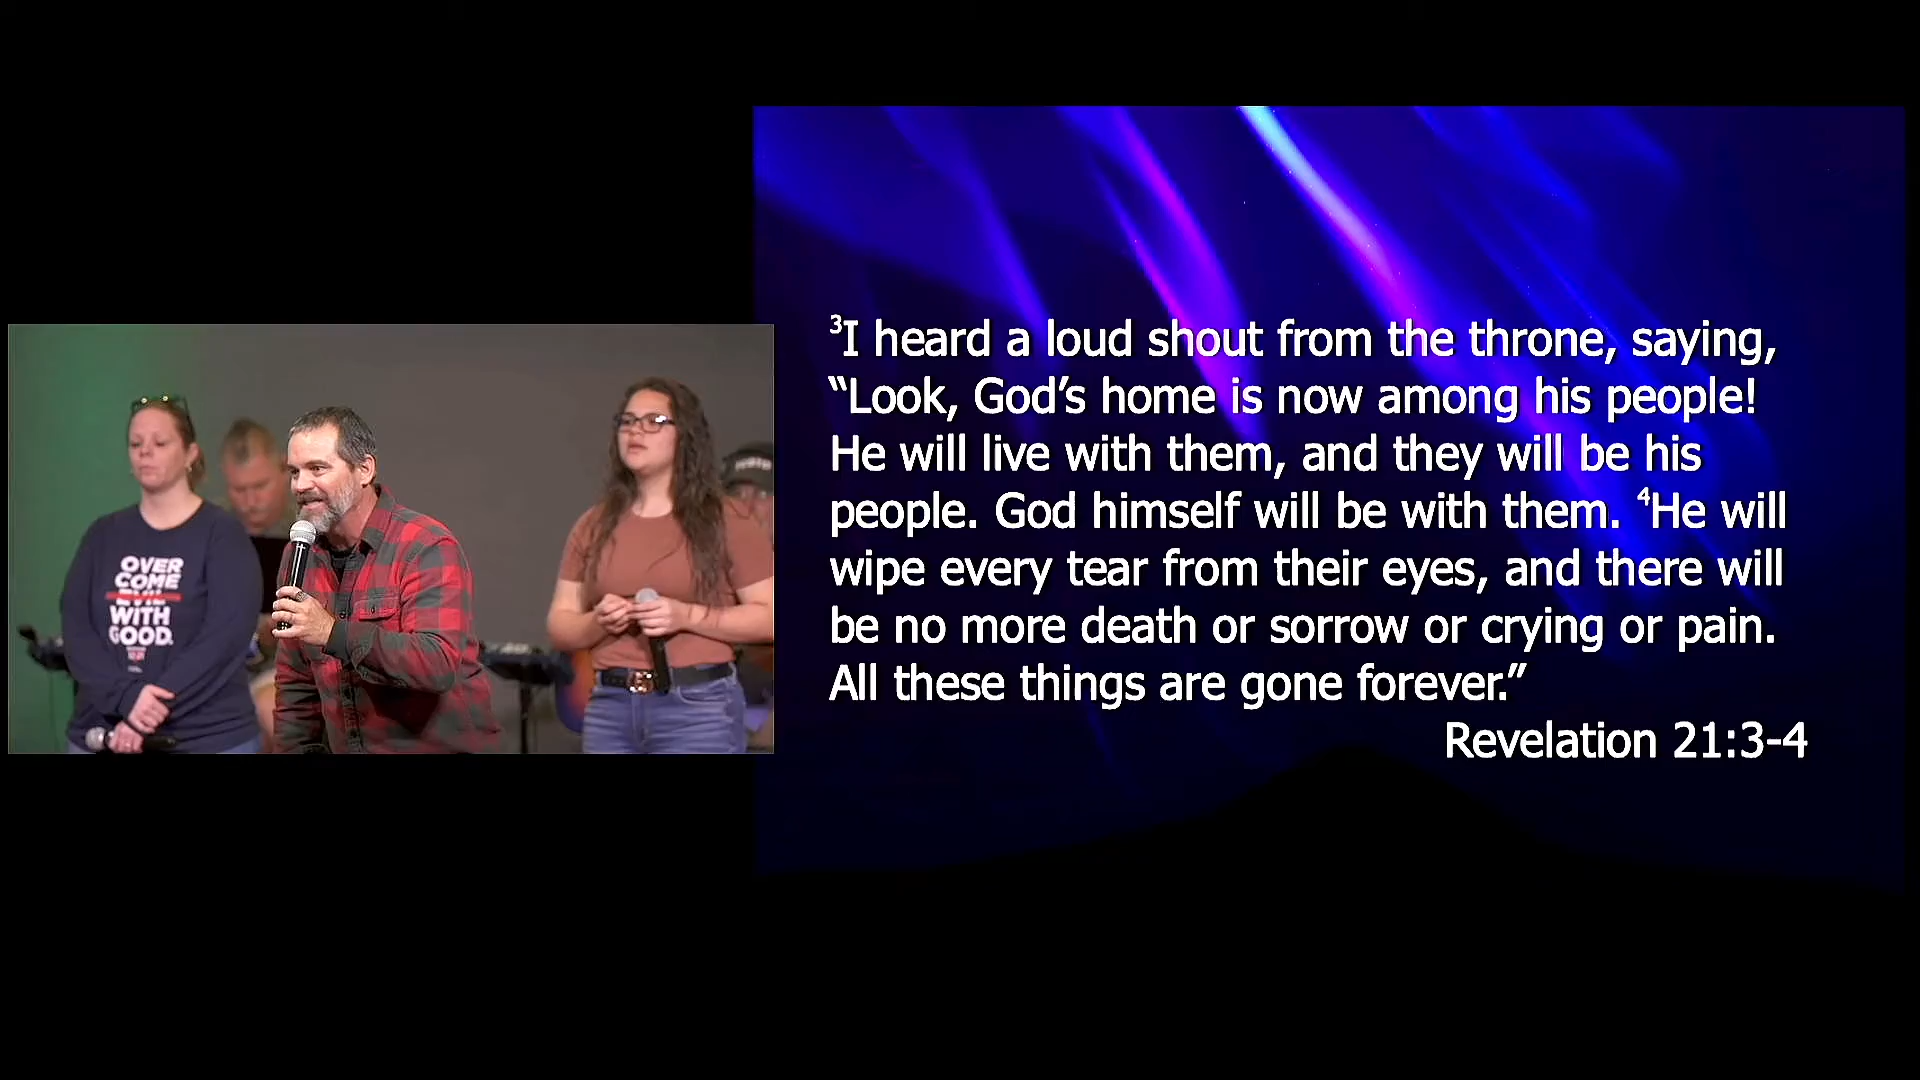 OVER
COME
WITH
GOOD.
³I heard a loud shout from the throne, saying,
“Look, God’s home is now among his people!
He will live with them, and they will be his
people. God himself will be with them. ⁴He will
wipe every tear from their eyes, and there will
be no more death or sorrow or crying or pain.
All these things are gone forever.”
Revelation 21:3-4